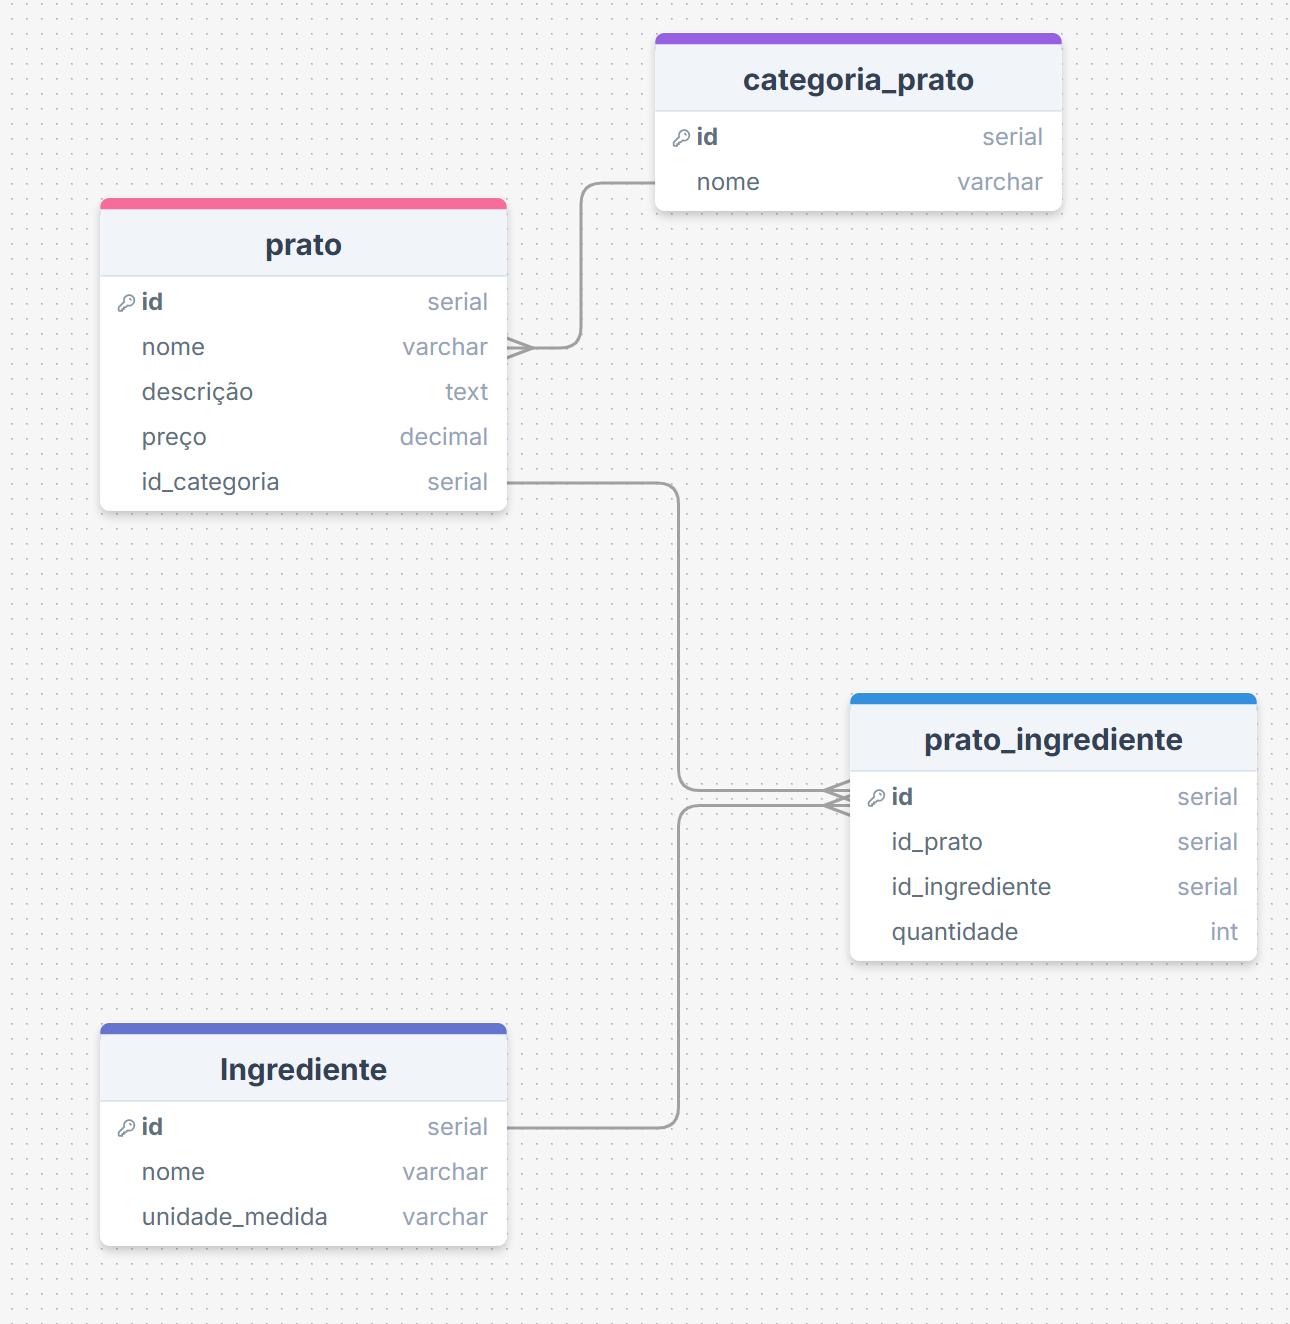 categoria_prato
id serial
nome varchar
prato
id serial
nome varchar
descrição text
preço decimal
id_categoria serial
prato_ingrediente
id serial
id_prato serial
id_ingrediente serial
quantidade int
Ingrediente
id serial
nome varchar
unidade_medida varchar